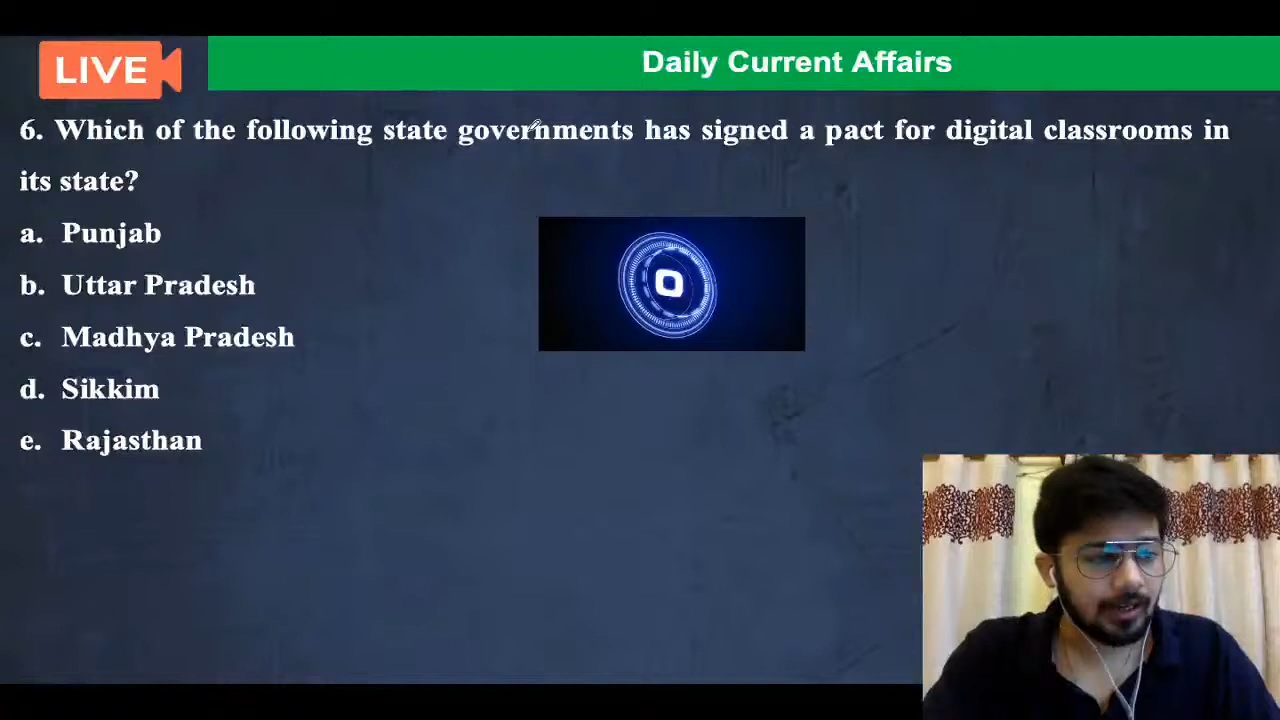 LIVE
Daily Current Affairs
6. Which of the following state governments has signed a pact for digital classrooms in
its state?
a. Punjab
b. Uttar Pradesh
c. Madhya Pradesh
d. Sikkim
e. Rajasthan